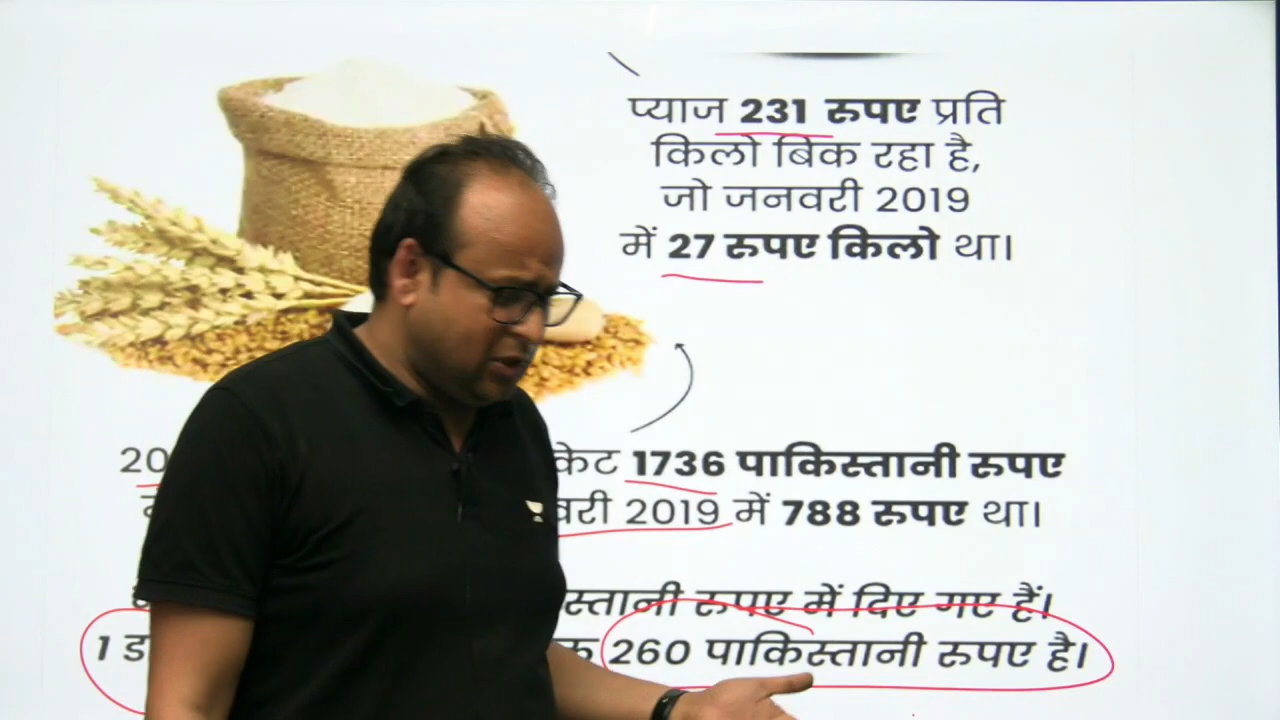 प्याज 231 रुपए प्रति
किलो बिक रहा है,
जो जनवरी 2019
में 27 रुपए किलो था।
20
1736 पाकिस्तानी रुपए
2019 में 788 रुपए था।
रुपए में दिए गए हैं।
1
260 पाकिस्तानी रुपए है।